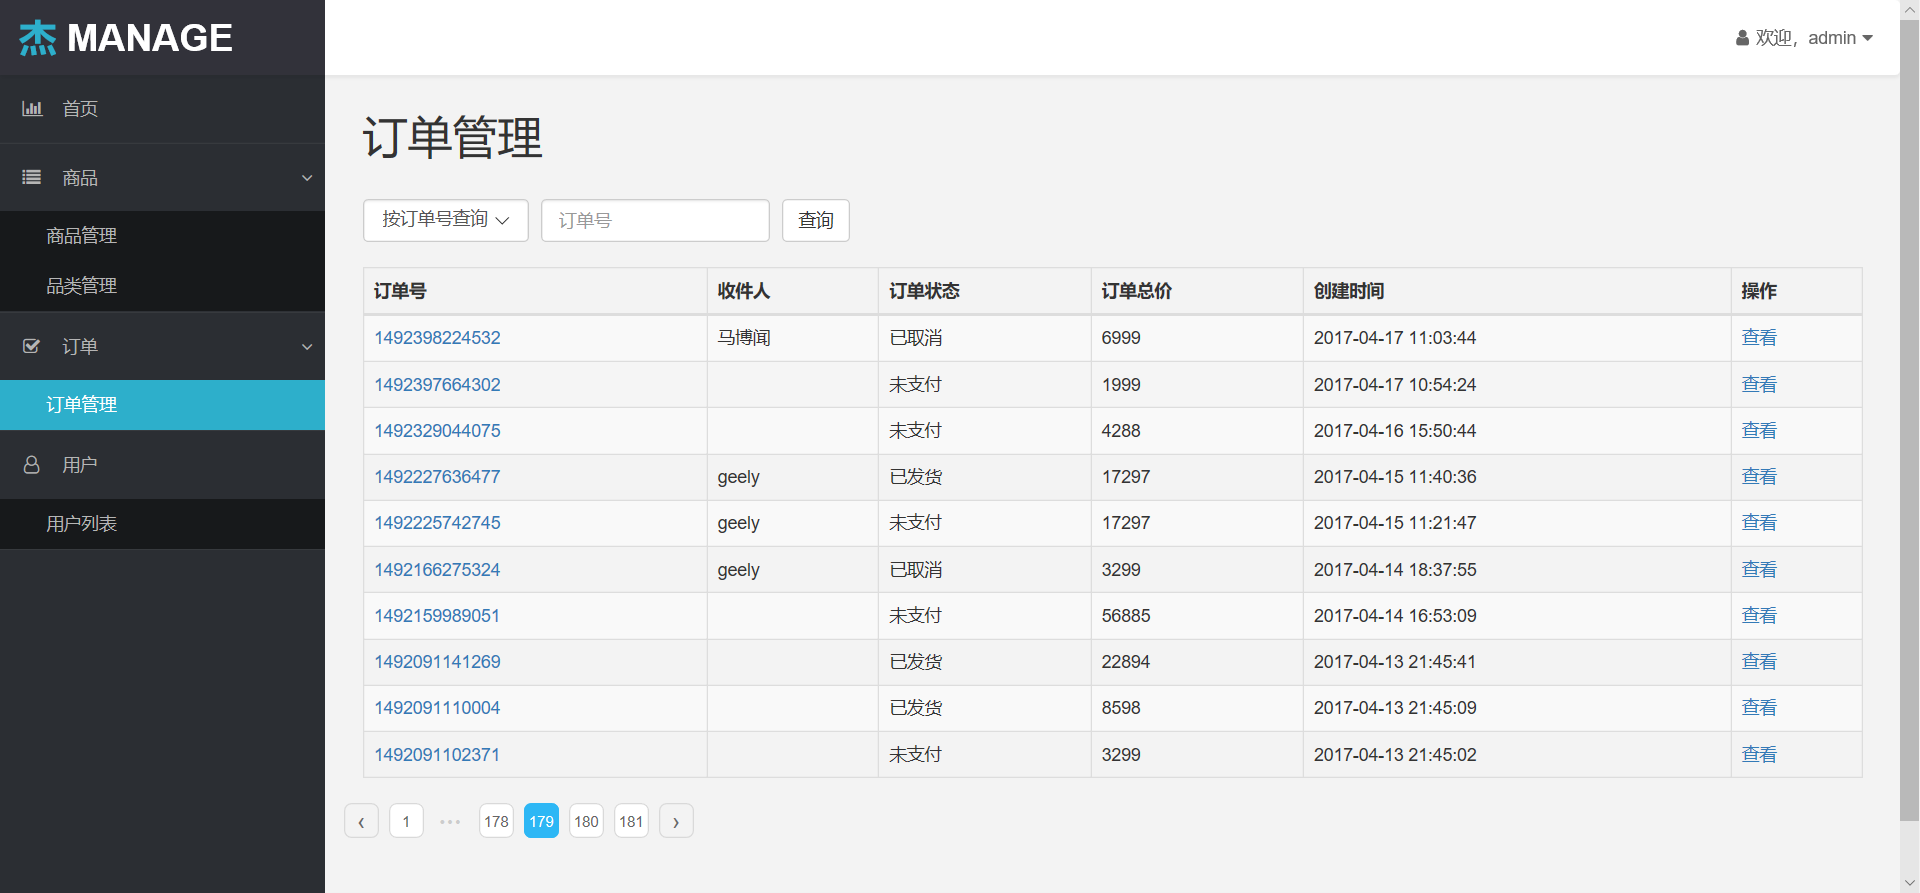 杰 MANAGE
欢迎，admin
首页
商品
商品管理
品类管理
订单
订单管理
用户
用户列表
订单管理
按订单号查询 订单号 查询
订单号 收件人 订单状态 订单总价 创建时间 操作
1492398224532 马博闻 已取消 6999 2017-04-17 11:03:44 查看
1492397664302 未支付 1999 2017-04-17 10:54:24 查看
1492329044075 未支付 4288 2017-04-16 15:50:44 查看
1492227636477 geely 已发货 17297 2017-04-15 11:40:36 查看
1492225742745 geely 未支付 17297 2017-04-15 11:21:47 查看
1492166275324 geely 已取消 3299 2017-04-14 18:37:55 查看
1492159989051 未支付 56885 2017-04-14 16:53:09 查看
1492091141269 已发货 22894 2017-04-13 21:45:41 查看
1492091110004 已发货 8598 2017-04-13 21:45:09 查看
1492091102371 未支付 3299 2017-04-13 21:45:02 查看
‹ 1 ••• 178 179 180 181 ›